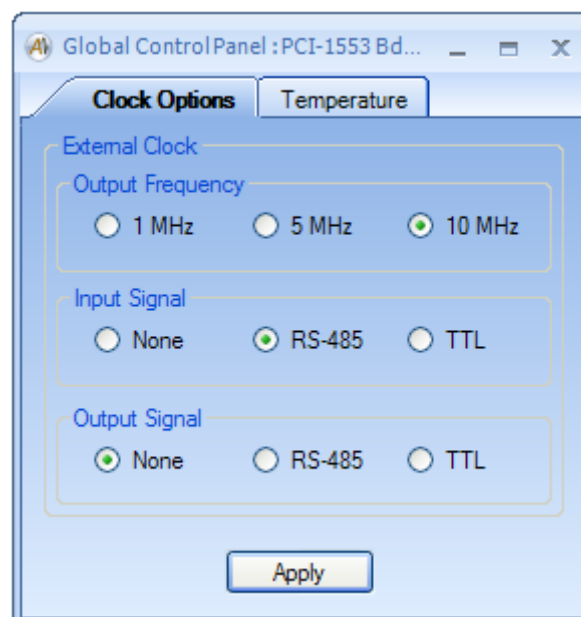 Global Control Panel : PCI-1553 Bd...
Clock Options Temperature
External Clock
Output Frequency
1 MHz 5 MHz 10 MHz
Input Signal
None RS-485 TTL
Output Signal
None RS-485 TTL
Apply